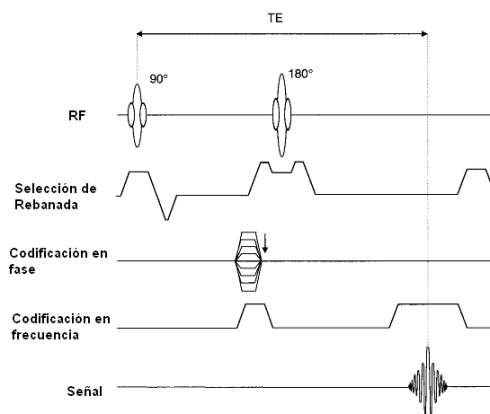 TE
90°
180°
RF
Selección de
Rebanada
Codificación en
fase
Codificación en
frecuencia
Señal